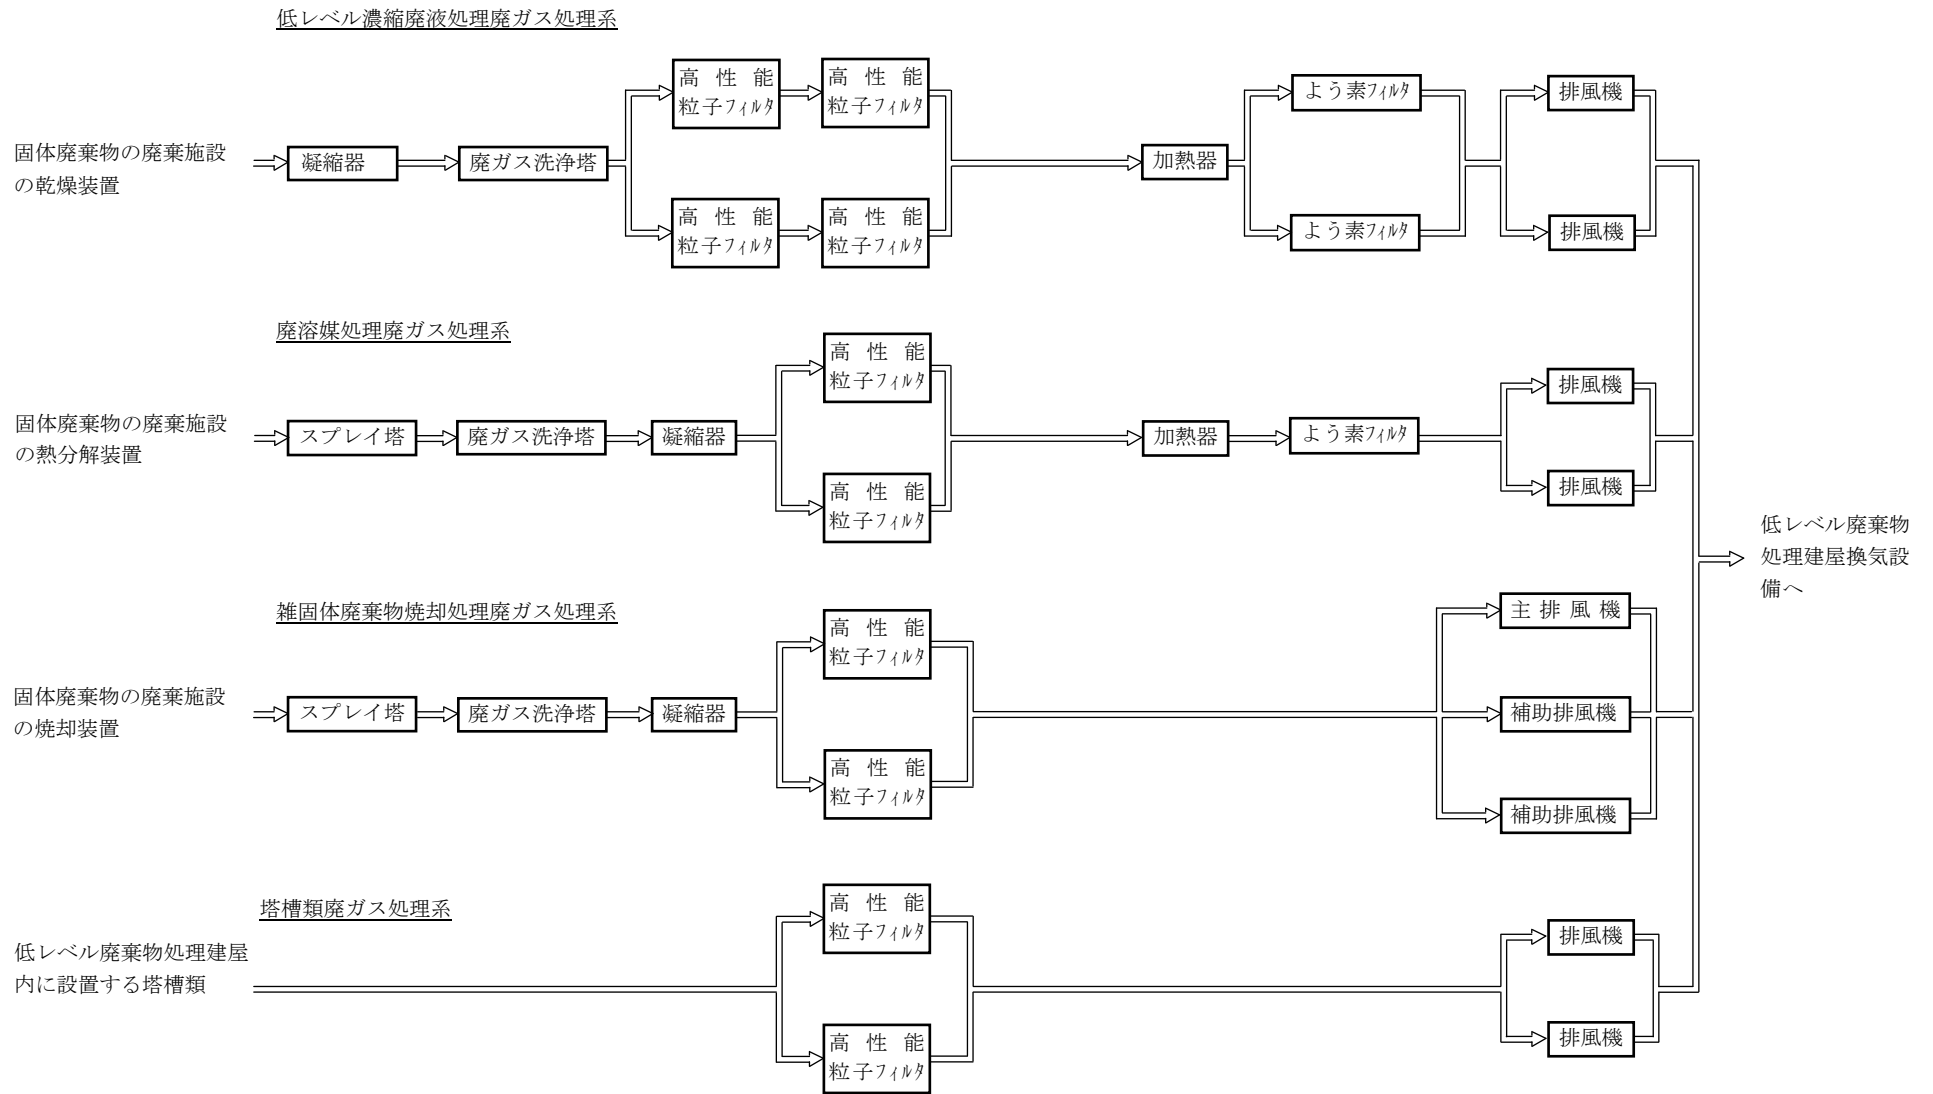 低レベル濃縮廃液処理廃ガス処理系
固体廃棄物の廃棄施設
の乾燥装置
凝縮器
廃ガス洗浄塔
高性能
粒子フィルタ
高性能
粒子フィルタ
高性能
粒子フィルタ
高性能
粒子フィルタ
加熱器
よう素フィルタ
よう素フィルタ
排風機
排風機
廃溶媒処理廃ガス処理系
固体廃棄物の廃棄施設
の熱分解装置
スプレイ塔
廃ガス洗浄塔
凝縮器
高性能
粒子フィルタ
高性能
粒子フィルタ
加熱器
よう素フィルタ
排風機
排風機
低レベル廃棄物
処理建屋換気設
備へ
雑固体廃棄物焼却処理廃ガス処理系
固体廃棄物の廃棄施設
の焼却装置
スプレイ塔
廃ガス洗浄塔
凝縮器
高性能
粒子フィルタ
高性能
粒子フィルタ
主排風機
補助排風機
補助排風機
塔槽類廃ガス処理系
低レベル廃棄物処理建屋
内に設置する塔槽類
高性能
粒子フィルタ
高性能
粒子フィルタ
排風機
排風機